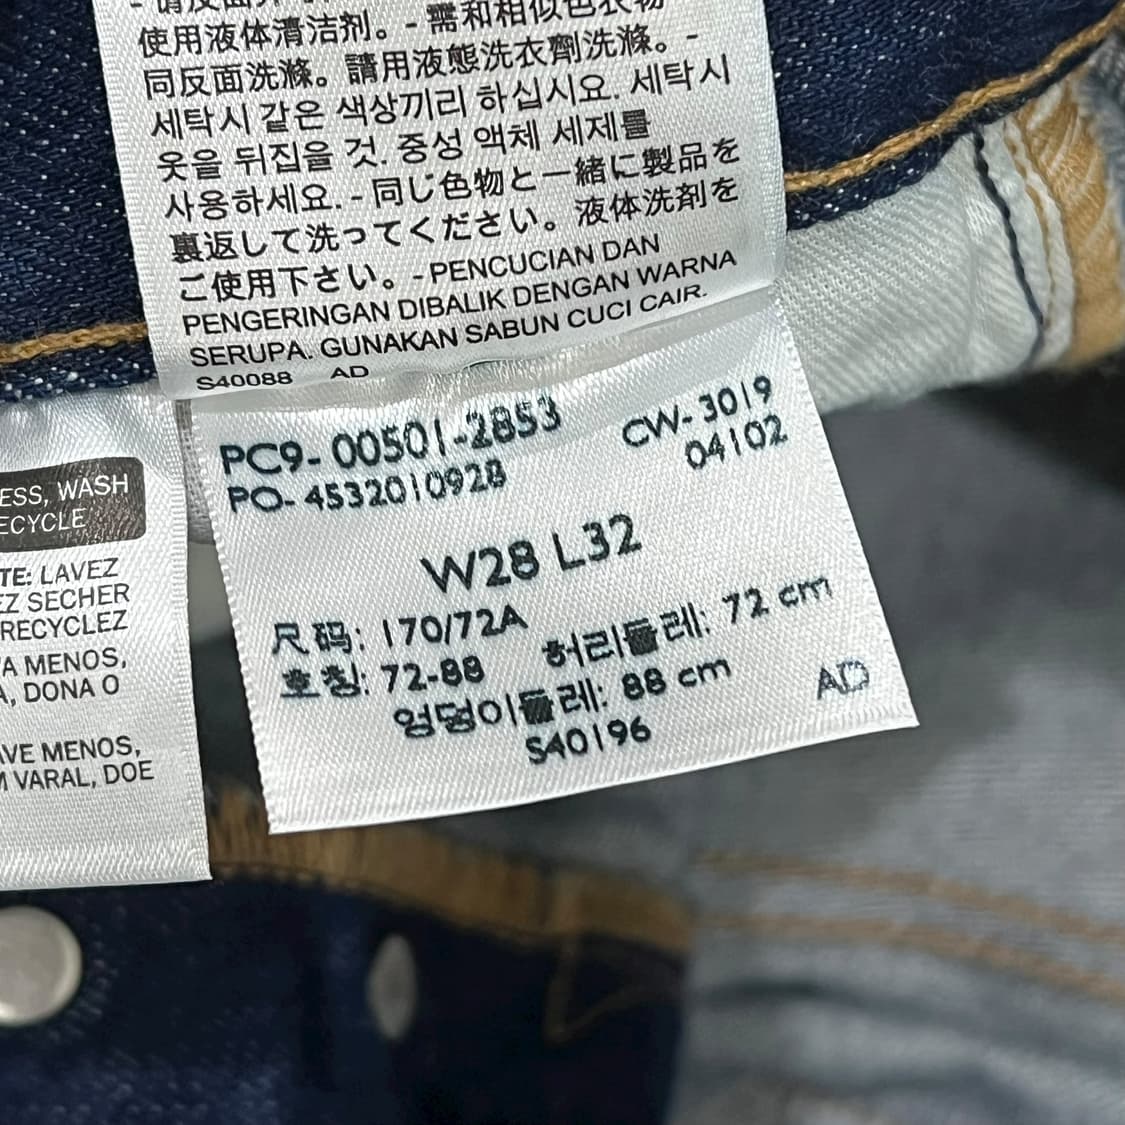 - 请反面
需和相似色衣物
使用液体清洁剂。-
同反面洗滌。請用液態洗衣劑洗滌。-
세탁시 같은 색상끼리 하십시요. 세탁시
옷을 뒤집을 것. 중성 액체 세제를
사용하세요. - 同じ色物と一緒に製品を
裏返して洗ってください。液体洗剤を
ご使用下さい。- PENCUCIAN DAN
PENGERINGAN DIBALIK DENGAN WARNA
SERUPA. GUNAKAN SABUN CUCI CAIR.
S40088 AD
PC9-00501-2853
CW-3019
PO-4532010928
04102
W28 L32
尺码: 170/72A
허리둘레: 72 cm
호칭: 72-88
엉덩이둘레: 88 cm
AD
S40196
ESS, WASH
ECYCLE
TE: LAVEZ
EZ SECHER
RECYCLEZ
A MENOS,
A, DONA O
AVE MENOS,
M VARAL, DOE